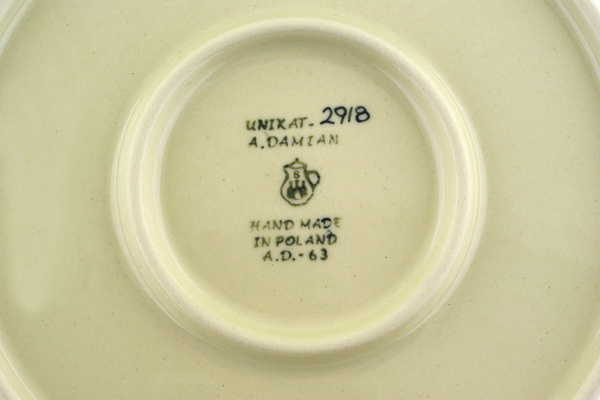 UNIKAT- 2918
A.DAMIAN
S
HAND MADE
IN POLAND
A.D.-63